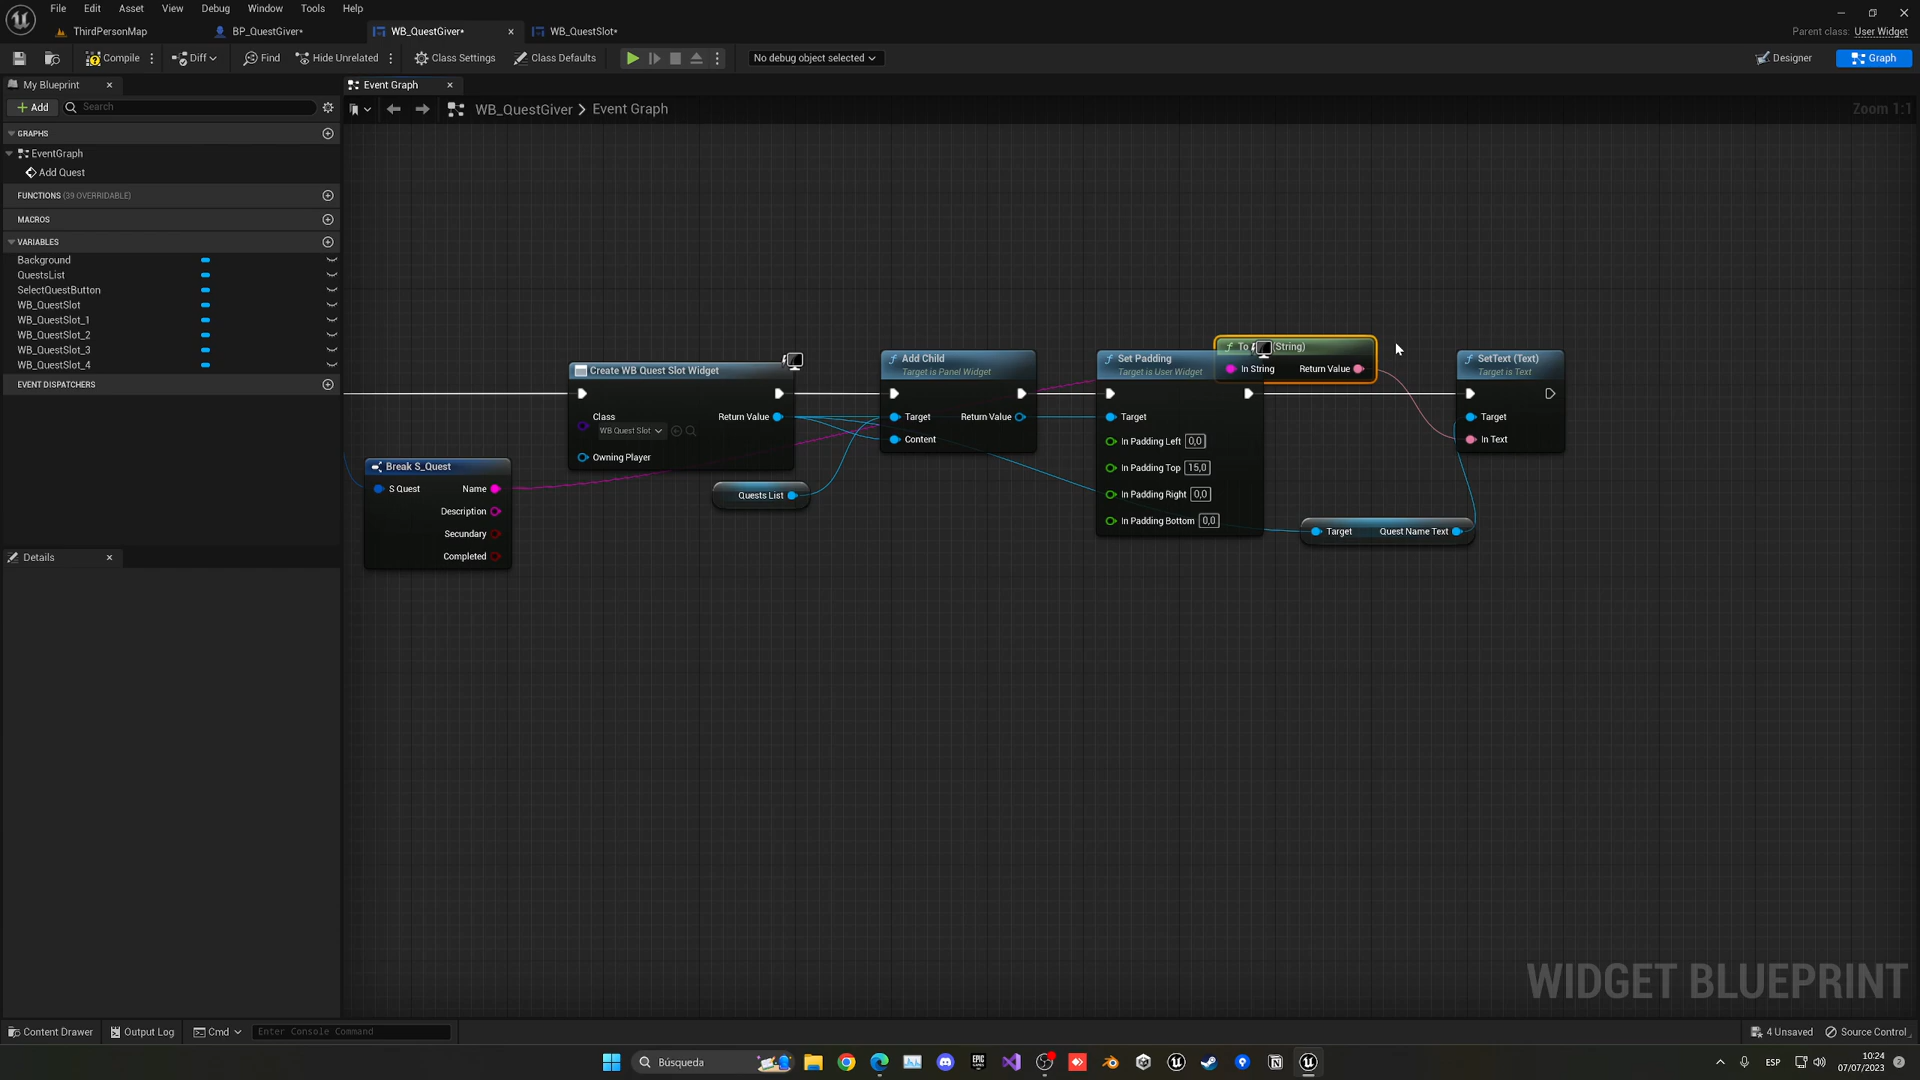 File Edit Asset View Debug Window Tools Help
ThirdPersonMap BP_QuestGiver* WB_QuestGiver* WB_QuestSlot* Parent class: User Widget
Compile Diff Find Hide Unrelated Class Settings Class Defaults No debug object selected Designer Graph
My Blueprint Event Graph
Add Search WB_QuestGiver > Event Graph Zoom 1:1
GRAPHS
EventGraph
Add Quest
FUNCTIONS (39 OVERRIDABLE)
MACROS
VARIABLES
Background
QuestsList
SelectQuestButton
WB_QuestSlot
WB_QuestSlot_1
WB_QuestSlot_2
WB_QuestSlot_3
WB_QuestSlot_4
EVENT DISPATCHERS
Details
Break S_Quest
S Quest Name
Description
Secundary
Completed
Create WB Quest Slot Widget
Class
WB Quest Slot
Return Value
Owning Player
Quests List
Add Child
Target is Panel Widget
Target Return Value
Content
Set Padding
Target is User Widget
Target
In Padding Left 0,0
In Padding Top 15,0
In Padding Right 0,0
In Padding Bottom 0,0
To (String)
In String Return Value
Target Quest Name Text
SetText (Text)
Target is Text
Target
In Text
WIDGET BLUEPRINT
Content Drawer Output Log Cmd Enter Console Command 4 Unsaved Source Control
Búsqueda EPIC GAMES ESP 10:24
07/07/2023 2